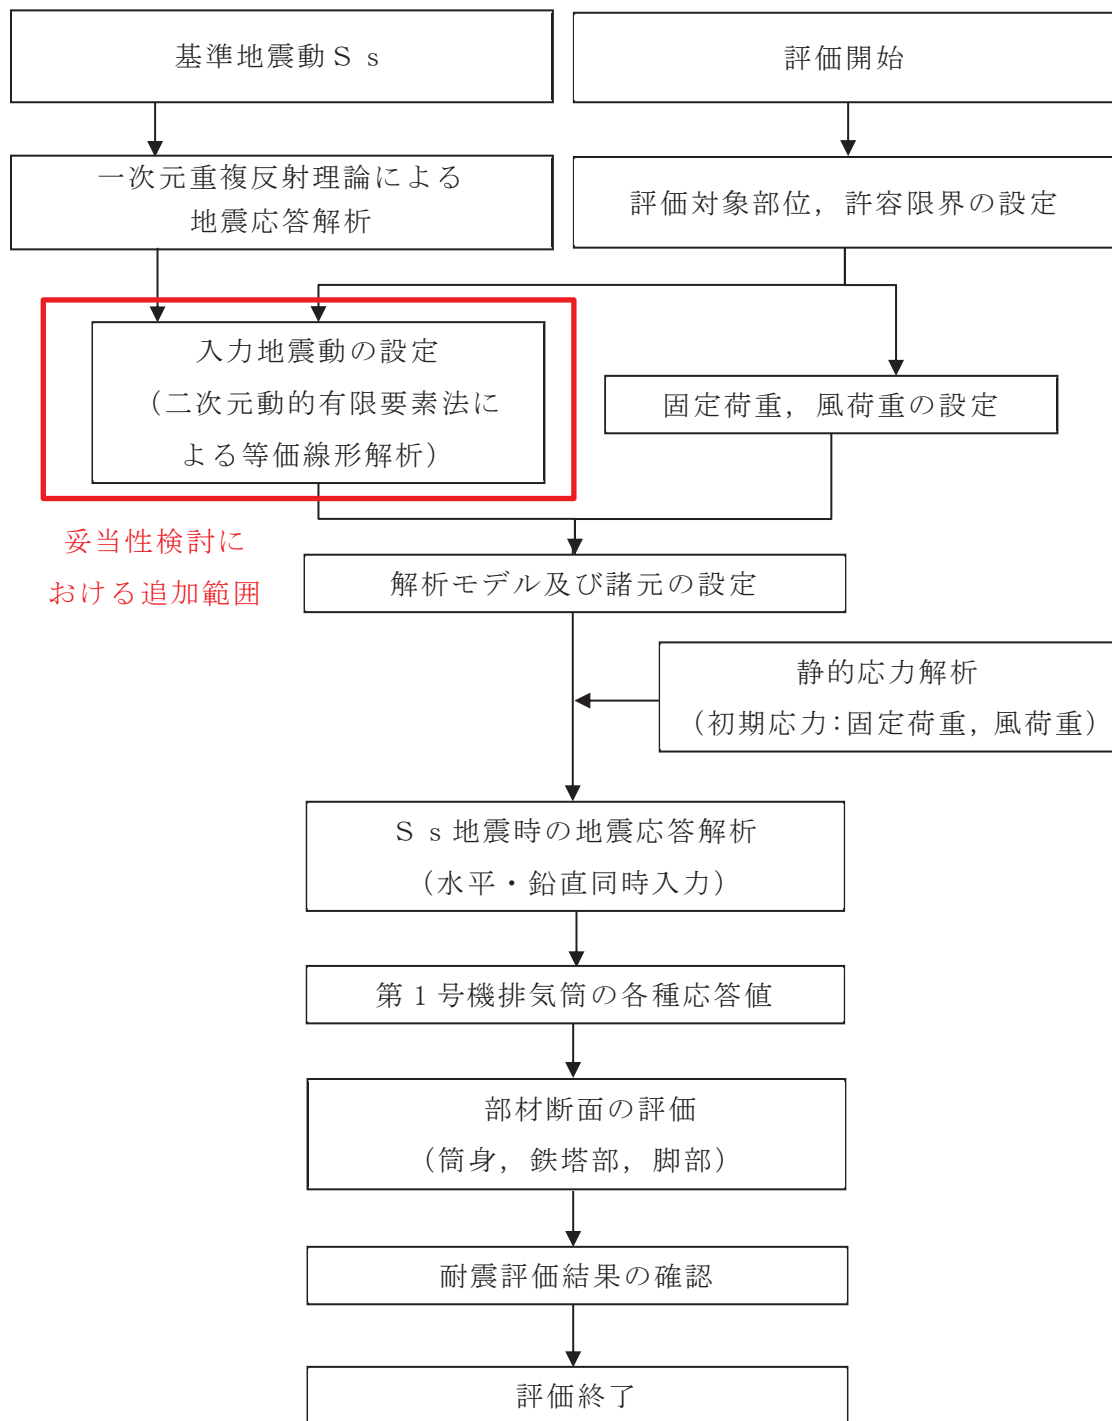 基準地震動Ｓｓ
評価開始
一次元重複反射理論による
地震応答解析
評価対象部位，許容限界の設定
入力地震動の設定
（二次元動的有限要素法に
よる等価線形解析）
固定荷重，風荷重の設定
妥当性検討に
おける追加範囲
解析モデル及び諸元の設定
静的応力解析
（初期応力：固定荷重，風荷重）
Ｓｓ地震時の地震応答解析
（水平・鉛直同時入力）
第１号機排気筒の各種応答値
部材断面の評価
（筒身，鉄塔部，脚部）
耐震評価結果の確認
評価終了